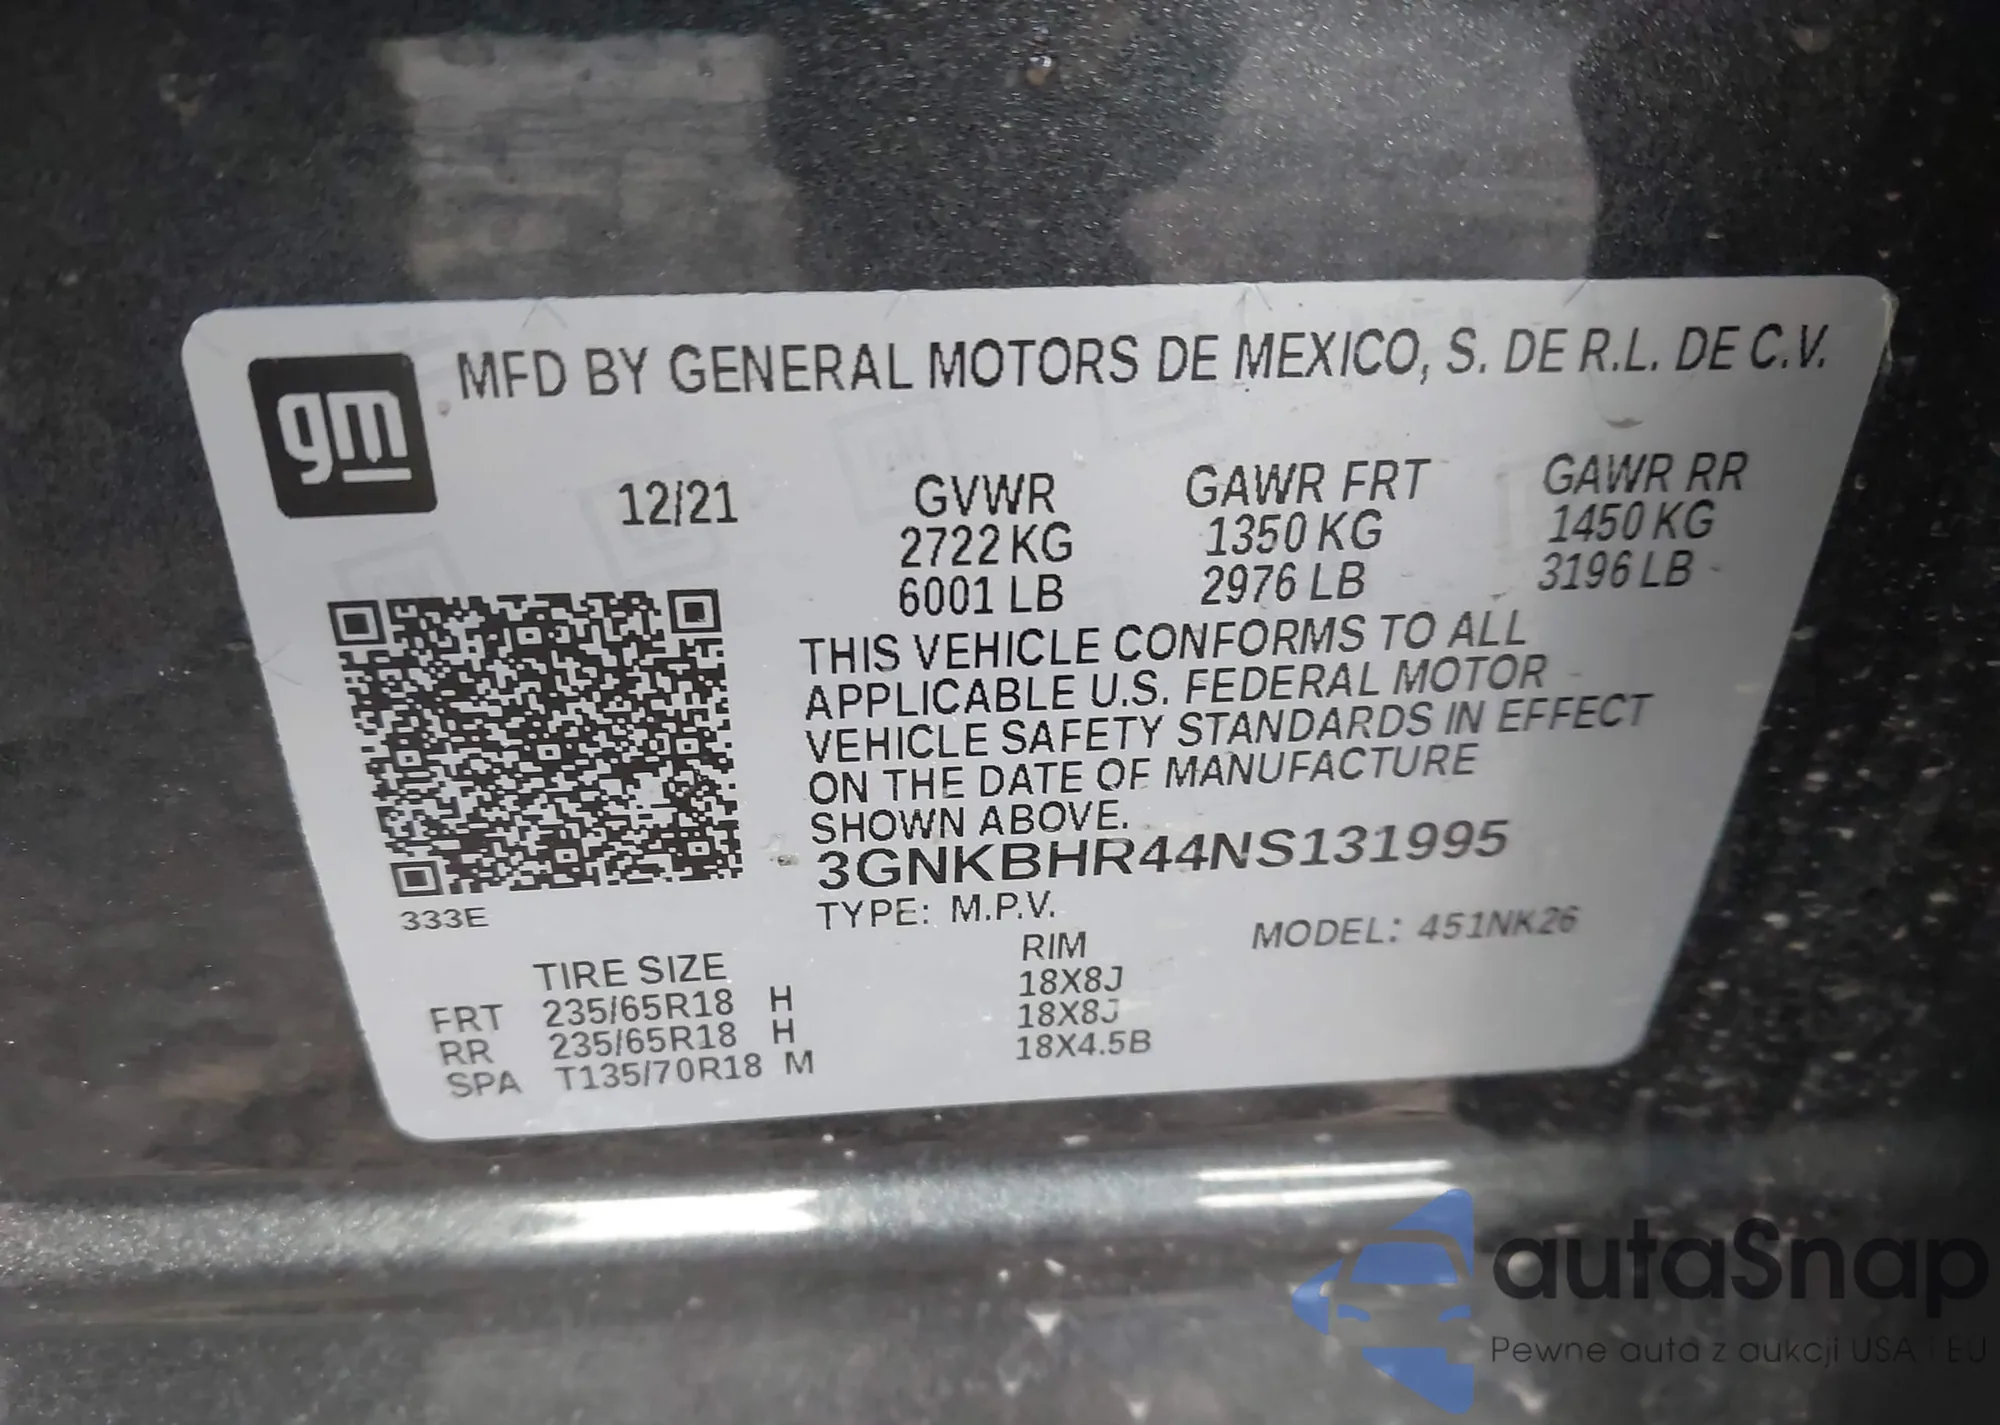 gm
MFD BY GENERAL MOTORS DE MEXICO, S. DE R.L. DE C.V.
12/21 GVWR GAWR FRT GAWR RR
2722 KG 1350 KG 1450 KG
6001 LB 2976 LB 3196 LB
THIS VEHICLE CONFORMS TO ALL
APPLICABLE U.S. FEDERAL MOTOR
VEHICLE SAFETY STANDARDS IN EFFECT
ON THE DATE OF MANUFACTURE
SHOWN ABOVE.
3GNKBHR44NS131995
333E
TYPE: M.P.V. MODEL: 451NK26
TIRE SIZE RIM
FRT 235/65R18 H 18X8J
RR 235/65R18 H 18X8J
SPA T135/70R18 M 18X4.5B
autaSnap
Pewne auta z aukcji USA i EU